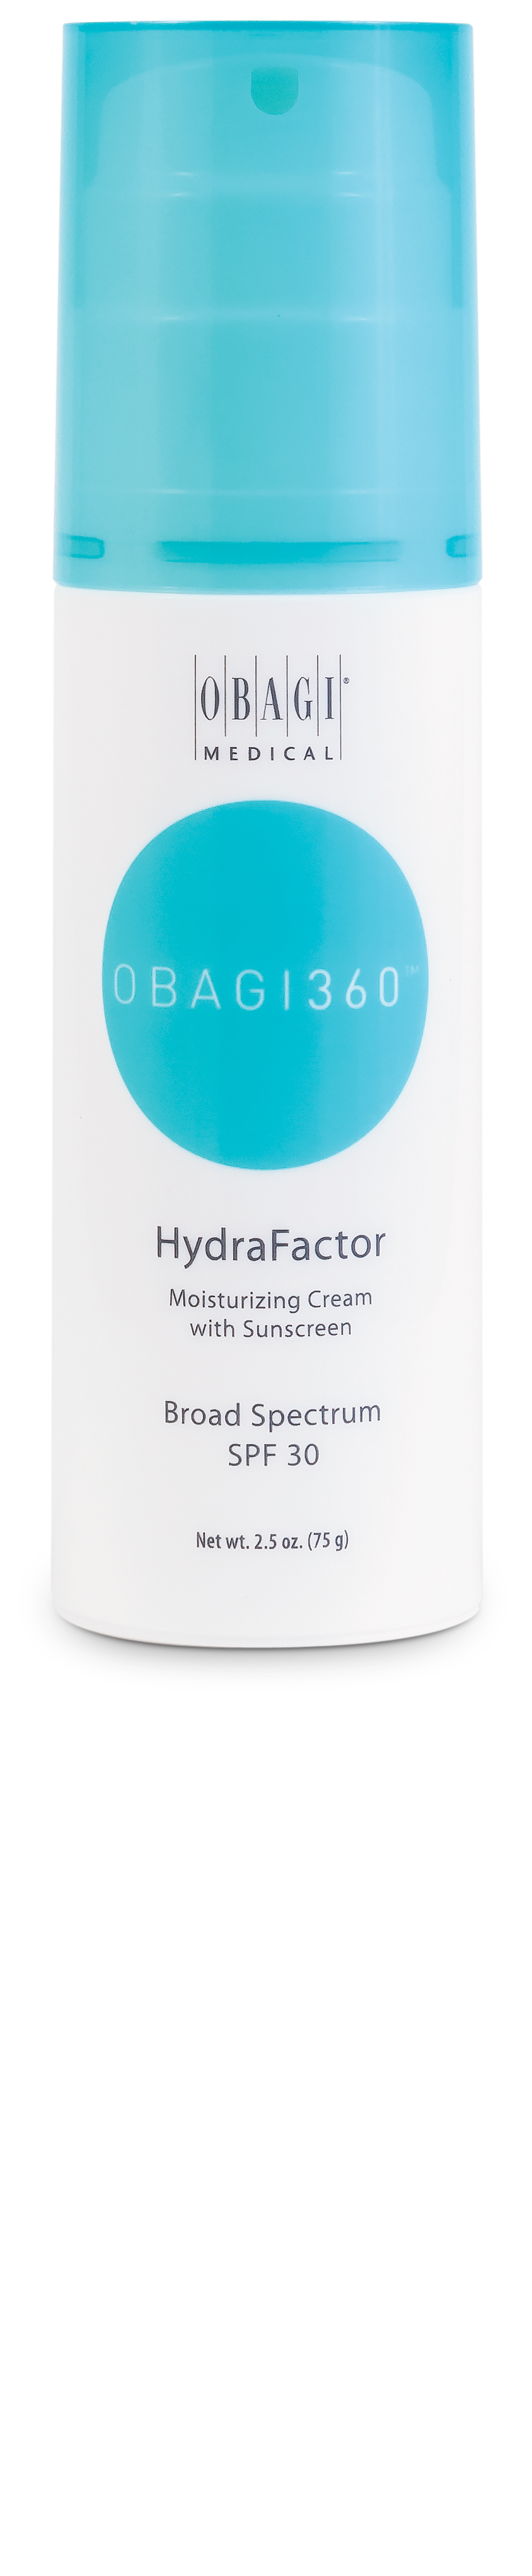 OBAGI®
MEDICAL
OBAGI360™
HydraFactor
Moisturizing Cream
with Sunscreen
Broad Spectrum
SPF 30
Net wt. 2.5 oz. (75 g)